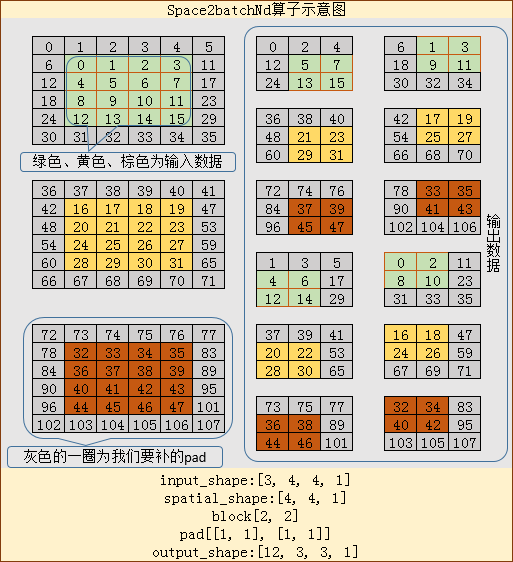 Space2batchNd算子示意图
0 1 2 3 4 5
6 0 1 2 3 11
12 4 5 6 7 17
18 8 9 10 11 23
24 12 13 14 15 29
30 31 32 33 34 35
绿色、黄色、棕色为输入数据
36 37 38 39 40 41
42 16 17 18 19 47
48 20 21 22 23 53
54 24 25 26 27 59
60 28 29 30 31 65
66 67 68 69 70 71
72 73 74 75 76 77
78 32 33 34 35 83
84 36 37 38 39 89
90 40 41 42 43 95
96 44 45 46 47 101
102 103 104 105 106 107
灰色的一圈为我们要补的pad
0 2 4
12 5 7
24 13 15
6 1 3
18 9 11
30 32 34
36 38 40
48 21 23
60 29 31
42 17 19
54 25 27
66 68 70
72 74 76
84 37 39
96 45 47
78 33 35
90 41 43
102 104 106
1 3 5
4 6 17
12 14 29
0 2 11
8 10 23
31 33 35
37 39 41
20 22 53
28 30 65
16 18 47
24 26 59
67 69 71
73 75 77
36 38 89
44 46 101
32 34 83
40 42 95
103 105 107
输出数据
input_shape:[3, 4, 4, 1]
spatial_shape:[4, 4, 1]
block[2, 2]
pad[[1, 1], [1, 1]]
output_shape:[12, 3, 3, 1]